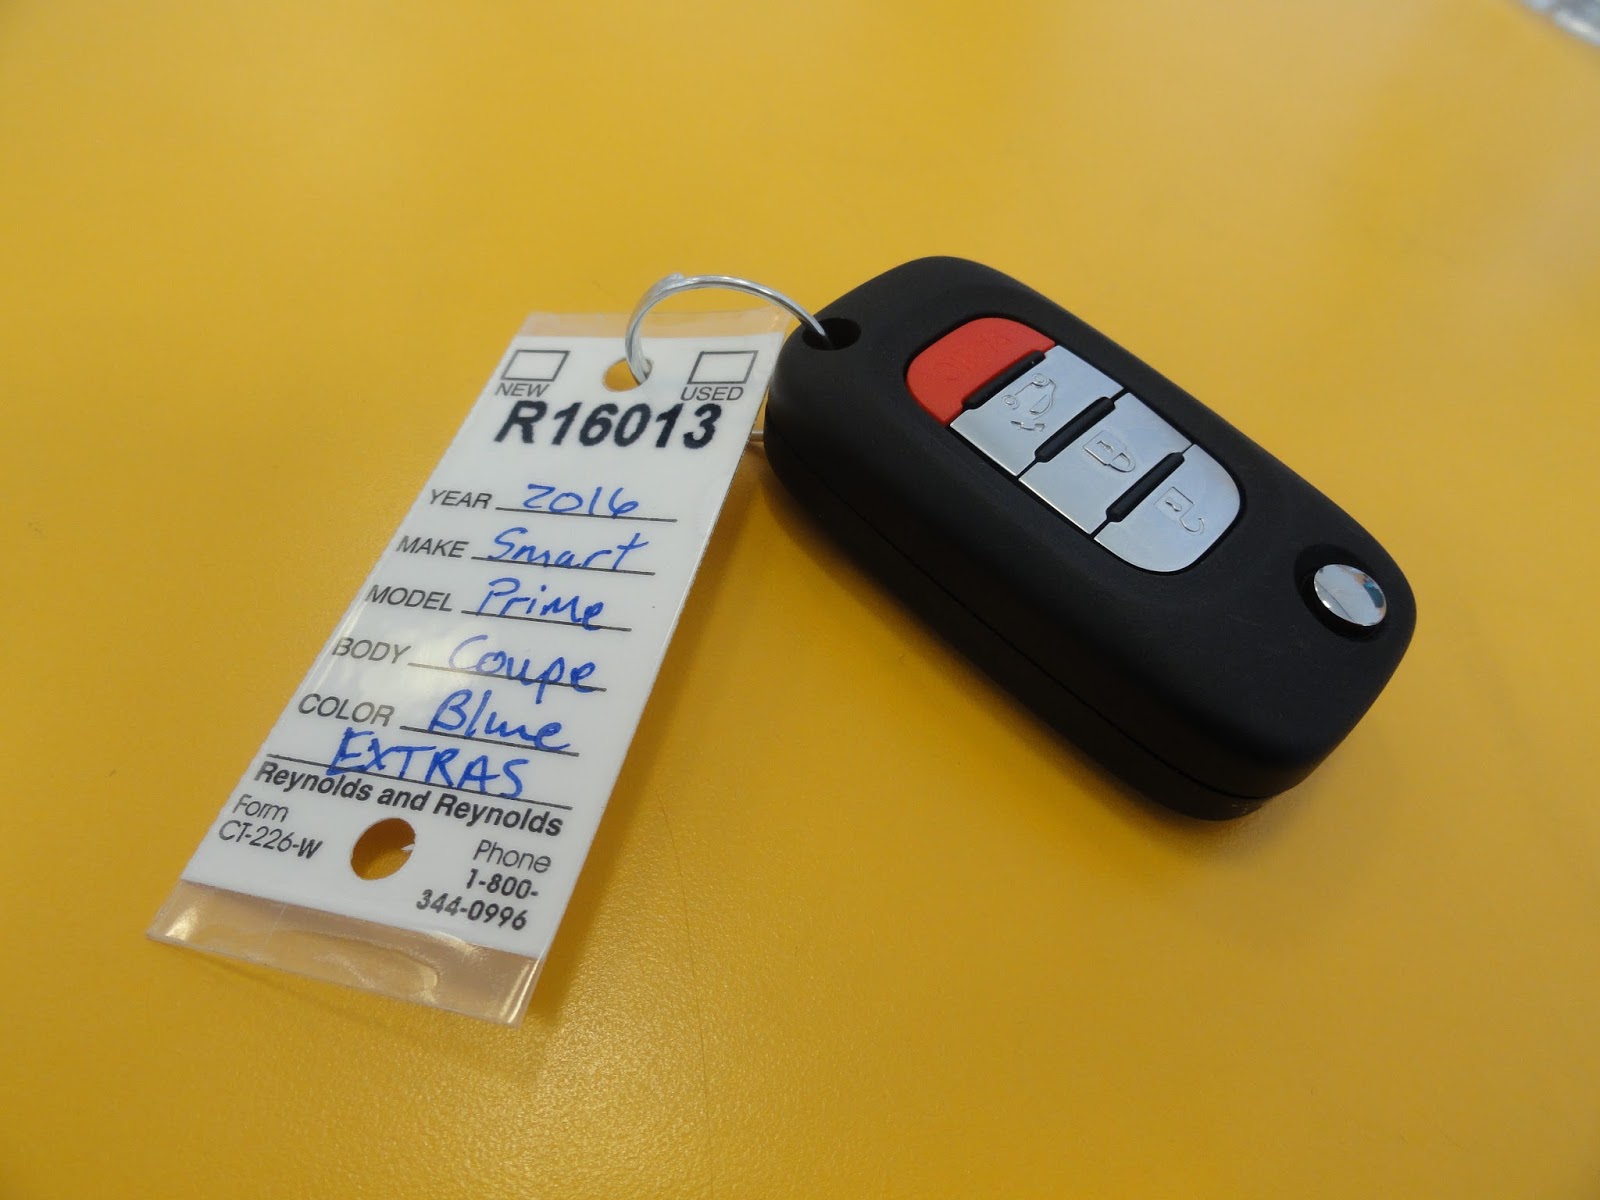 NEW USED
R16013
YEAR 2016
MAKE Smart
MODEL Prime
BODY Coupe
COLOR Blue
EXTRAS
Reynolds and Reynolds
Form
CT-226-W
Phone
1-800-
344-0996